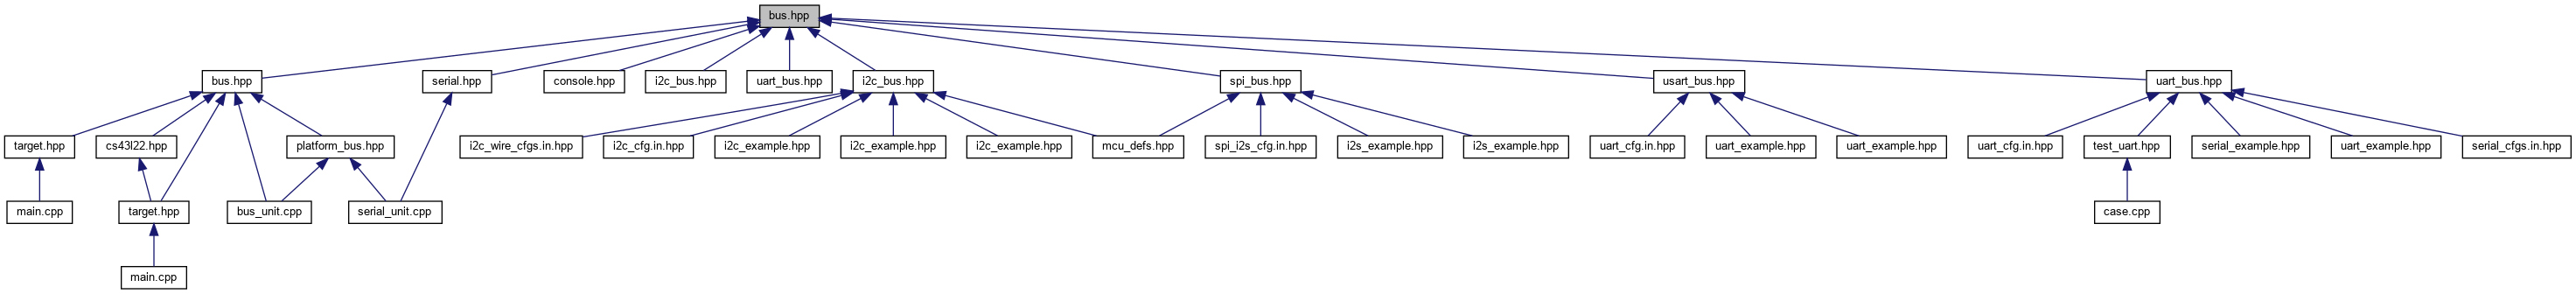 bus.hpp
bus.hpp
serial.hpp
console.hpp
i2c_bus.hpp
uart_bus.hpp
i2c_bus.hpp
spi_bus.hpp
usart_bus.hpp
uart_bus.hpp
target.hpp
cs43l22.hpp
platform_bus.hpp
i2c_wire_cfgs.in.hpp
i2c_cfg.in.hpp
i2c_example.hpp
i2c_example.hpp
i2c_example.hpp
mcu_defs.hpp
spi_i2s_cfg.in.hpp
i2s_example.hpp
i2s_example.hpp
uart_cfg.in.hpp
uart_example.hpp
uart_example.hpp
uart_cfg.in.hpp
test_uart.hpp
serial_example.hpp
uart_example.hpp
serial_cfgs.in.hpp
main.cpp
target.hpp
bus_unit.cpp
serial_unit.cpp
case.cpp
main.cpp